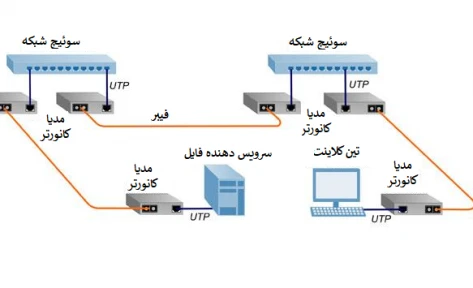 سوئیچ شبکه
سوئیچ شبکه
UTP
UTP
مدیا
کانورتر
فیبر
مدیا
کانورتر
مدیا
کانورتر
سرویس دهنده فایل
تین کلاینت
مدیا
کانورتر
UTP
UTP